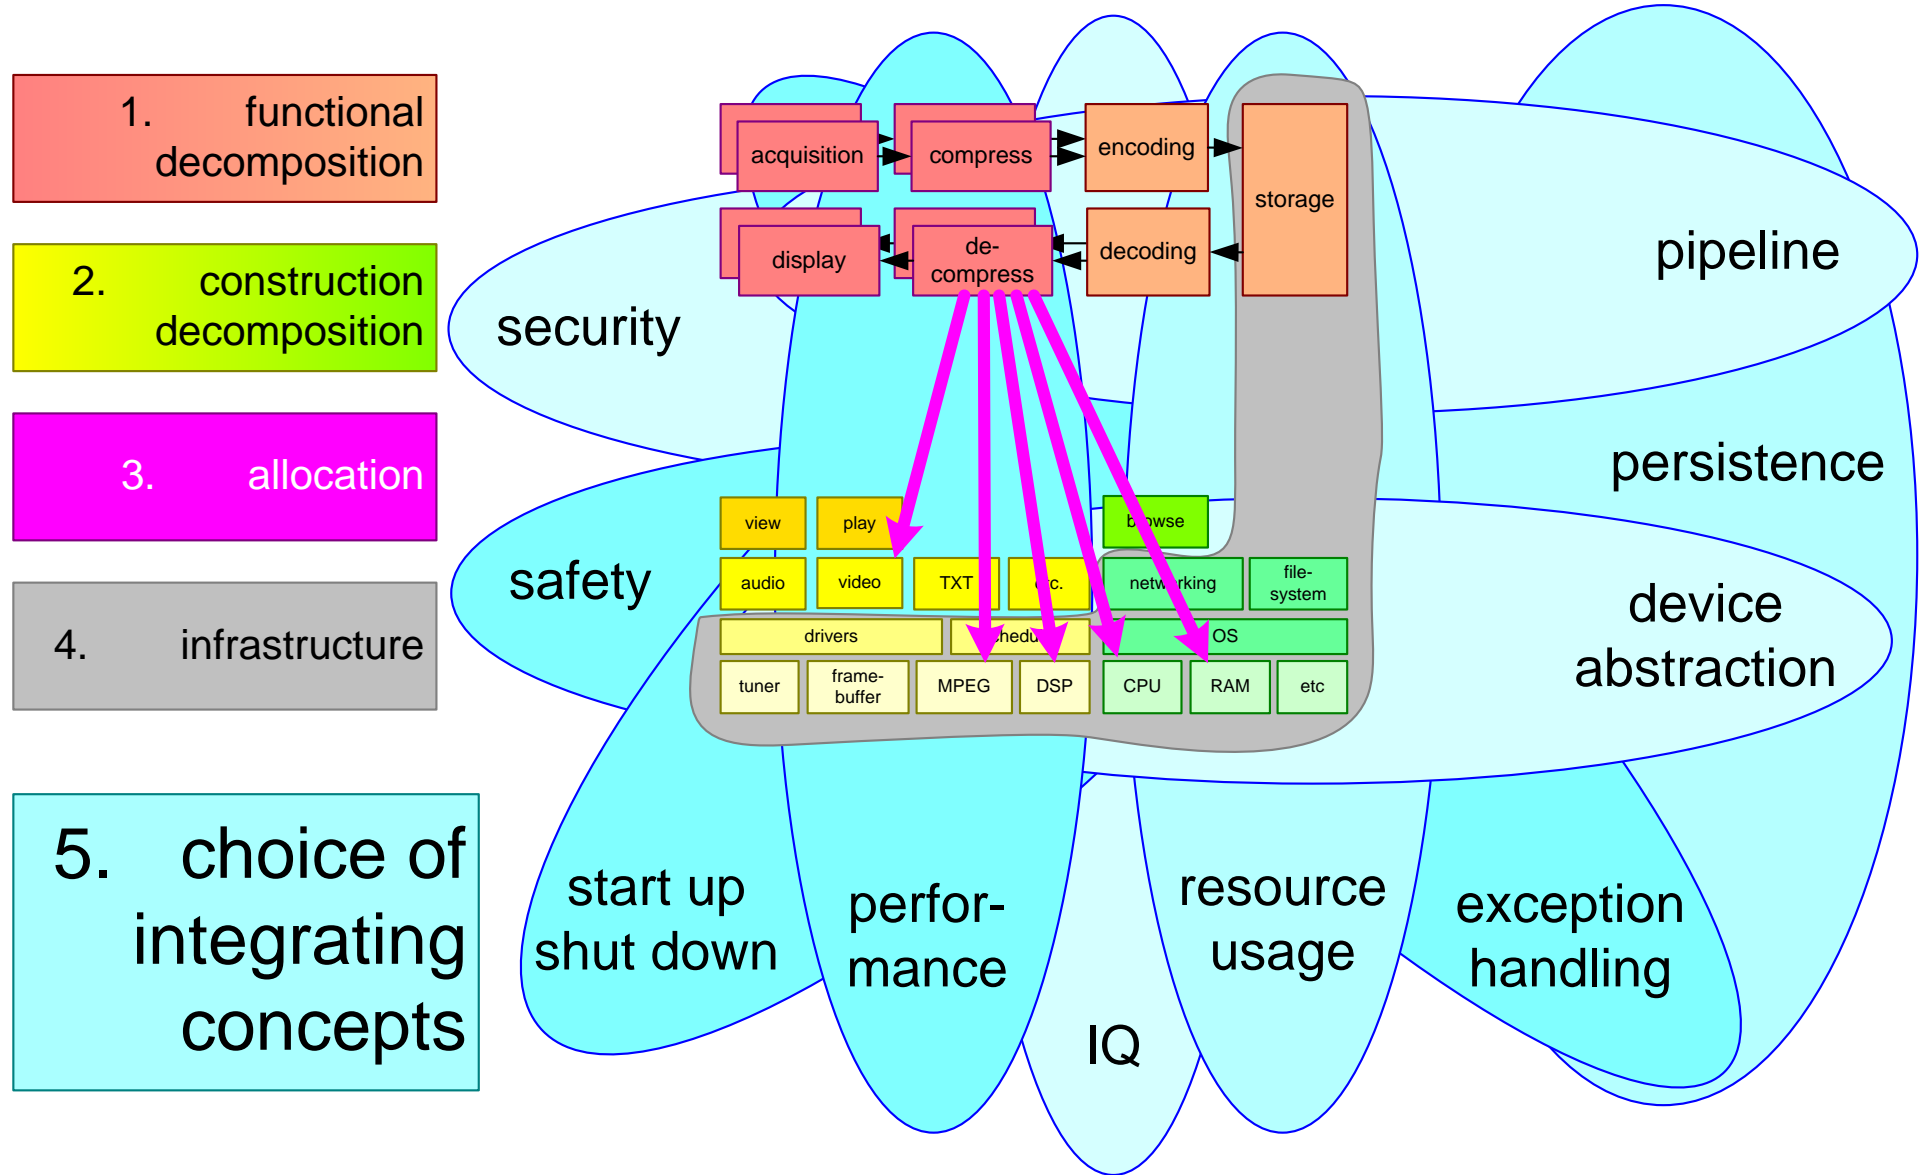 1. functional
decomposition
2. construction
decomposition
3. allocation
4. infrastructure
5. choice of
integrating
concepts
acquisition
compress
encoding
storage
display
de-
compress
decoding
pipeline
security
persistence
view
play
browse
safety
audio
video
TXT
etc.
networking
file-
system
device
abstraction
drivers
OS
tuner
frame-
buffer
MPEG
DSP
CPU
RAM
etc
start up
shut down
perfor-
mance
resource
usage
exception
handling
IQ